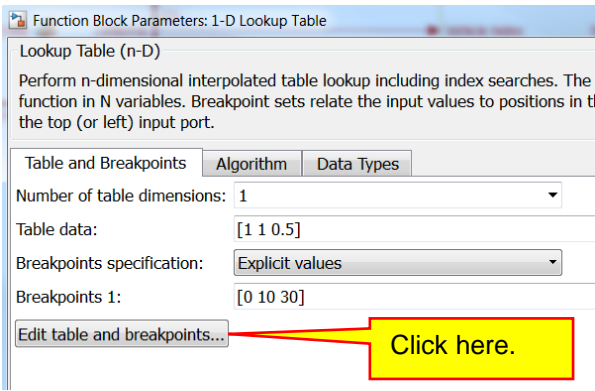 Function Block Parameters: 1-D Lookup Table
Lookup Table (n-D)
Perform n-dimensional interpolated table lookup including index searches. The
function in N variables. Breakpoint sets relate the input values to positions in
the top (or left) input port.
Table and Breakpoints Algorithm Data Types
Number of table dimensions: 1
Table data: [1 1 0.5]
Breakpoints specification: Explicit values
Breakpoints 1: [0 10 30]
Edit table and breakpoints...
Click here.